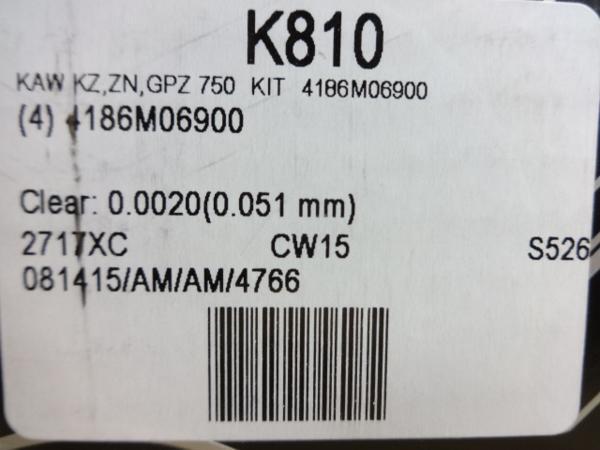 K810
KAW KZ,ZN,GPZ 750 KIT 4186M06900
(4) 4186M06900
Clear: 0.0020(0.051 mm)
2717XC CW15 S526
081415/AM/AM/4766